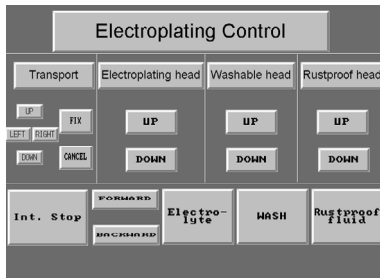 Electroplating Control
Transport
Electroplating head
Washable head
Rustproof head
UP
FIX
UP
UP
UP
LEFT RIGHT
DOWN
CANCEL
DOWN
DOWN
DOWN
Int. Stop
FORWARD
BACKWARD
Electro-
lyte
WASH
Rustproof
fluid